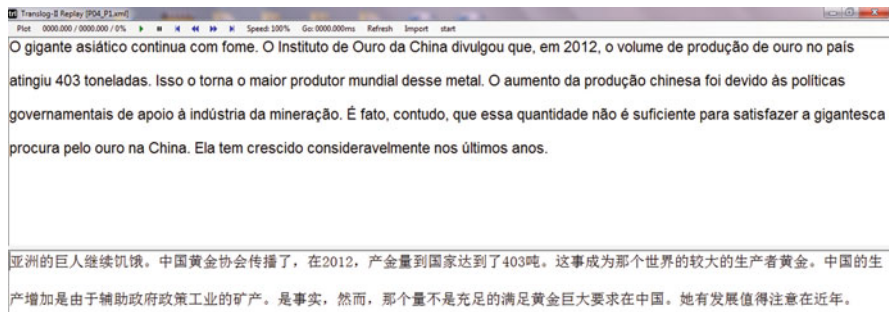 Translog-II Replay [P04_P1.xml]
Plot 0000.000 / 0000.000 / 0% Speed: 100% Go: 0000.000ms Refresh Import start
O gigante asiático continua com fome. O Instituto de Ouro da China divulgou que, em 2012, o volume de produção de ouro no país
atingiu 403 toneladas. Isso o torna o maior produtor mundial desse metal. O aumento da produção chinesa foi devido às políticas
governamentais de apoio à indústria da mineração. É fato, contudo, que essa quantidade não é suficiente para satisfazer a gigantesca
procura pelo ouro na China. Ela tem crescido consideravelmente nos últimos anos.
亚洲的巨人继续饥饿。中国黄金协会传播了，在2012，产金量到国家达到了403吨。这事成为那个世界的较大的生产者黄金。中国的生
产增加是由于辅助政府政策工业的矿产。是事实，然而，那个量不是充足的满足黄金巨大要求在中国。她有发展值得注意在近年。